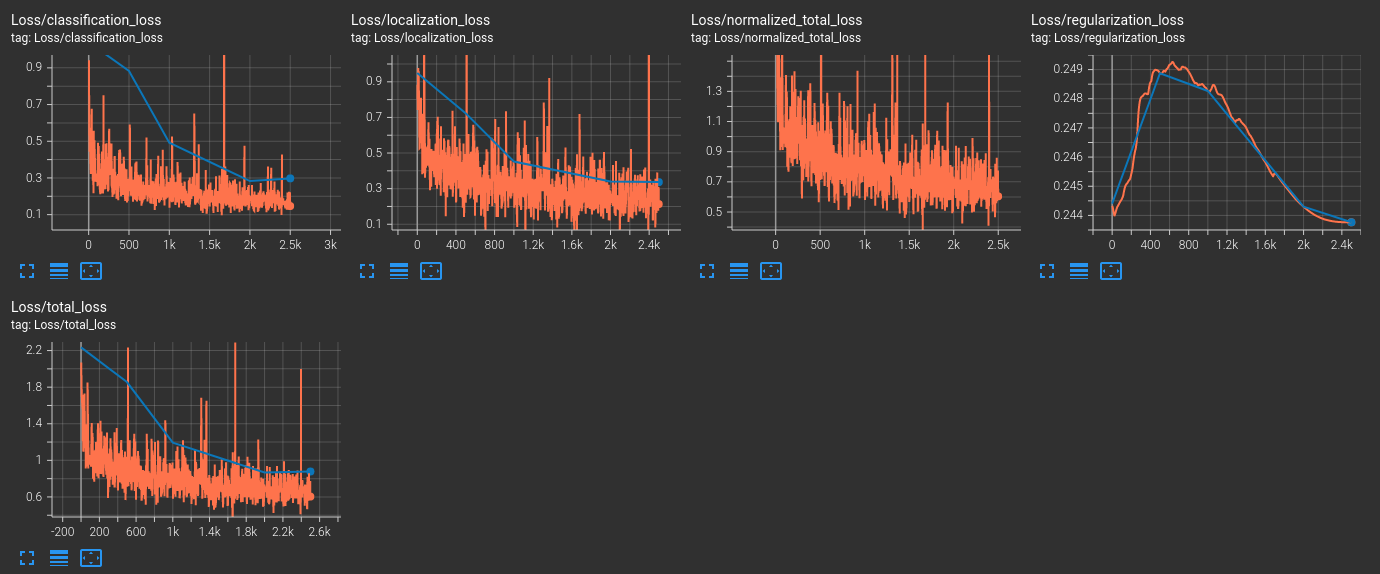 Loss/classification_loss
tag: Loss/classification_loss
0.9
0.7
0.5
0.3
0.1
0 500 1k 1.5k 2k 2.5k 3k
Loss/localization_loss
tag: Loss/localization_loss
0.9
0.7
0.5
0.3
0.1
0 400 800 1.2k 1.6k 2k 2.4k
Loss/normalized_total_loss
tag: Loss/normalized_total_loss
1.3
1.1
0.9
0.7
0.5
0 500 1k 1.5k 2k 2.5k
Loss/regularization_loss
tag: Loss/regularization_loss
0.249
0.248
0.247
0.246
0.245
0.244
0 400 800 1.2k 1.6k 2k 2.4k
Loss/total_loss
tag: Loss/total_loss
2.2
1.8
1.4
1
0.6
-200 200 600 1k 1.4k 1.8k 2.2k 2.6k